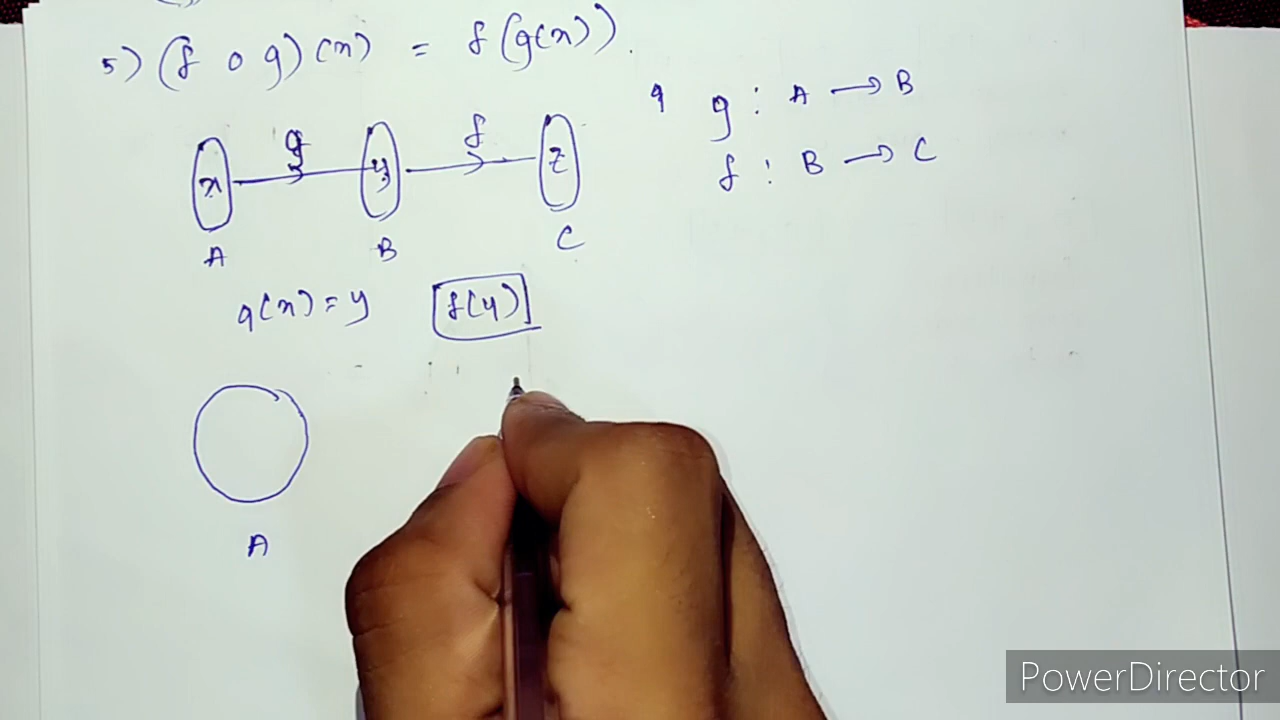 5) (f o g)(x) = f(g(x)).
g : A → B
f : B → C
g f
x y z
A B C
g(x) = y f(y)
A
PowerDirector